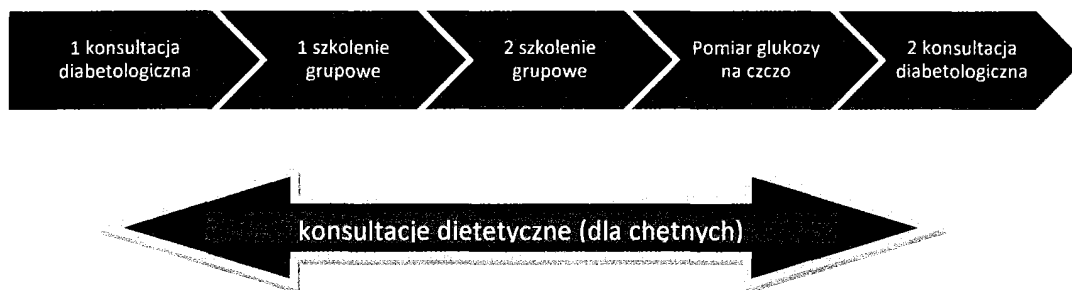 1 konsultacja
diabetologiczna
1 szkolenie
grupowe
2 szkolenie
grupowe
Pomiar glukozy
na czczo
2 konsultacja
diabetologiczna
konsultacje dietetyczne (dla chętnych)